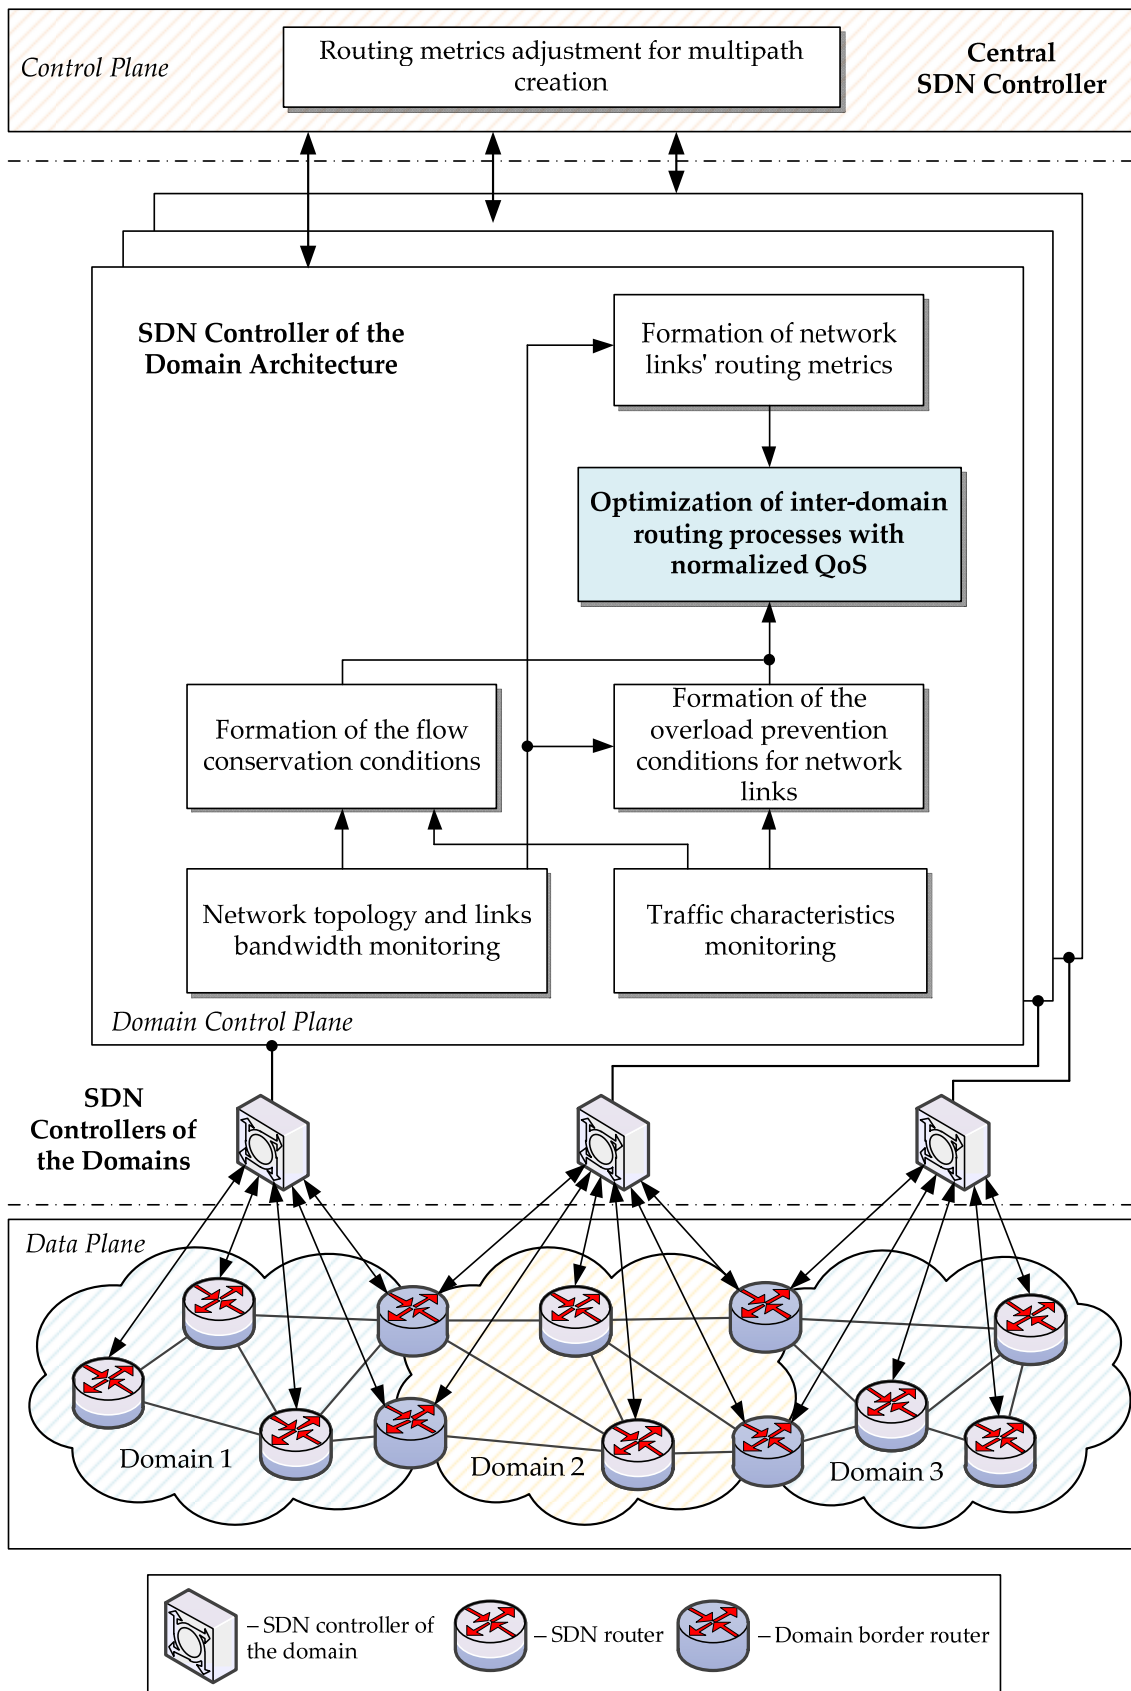 Control Plane
Routing metrics adjustment for multipath
creation
Central
SDN Controller
SDN Controller of the
Domain Architecture
Formation of network
links' routing metrics
Optimization of inter-domain
routing processes with
normalized QoS
Formation of the flow
conservation conditions
Formation of the
overload prevention
conditions for network
links
Network topology and links
bandwidth monitoring
Traffic characteristics
monitoring
Domain Control Plane
SDN
Controllers of
the Domains
Data Plane
Domain 1
Domain 2
Domain 3
– SDN controller of
the domain
– SDN router
– Domain border router